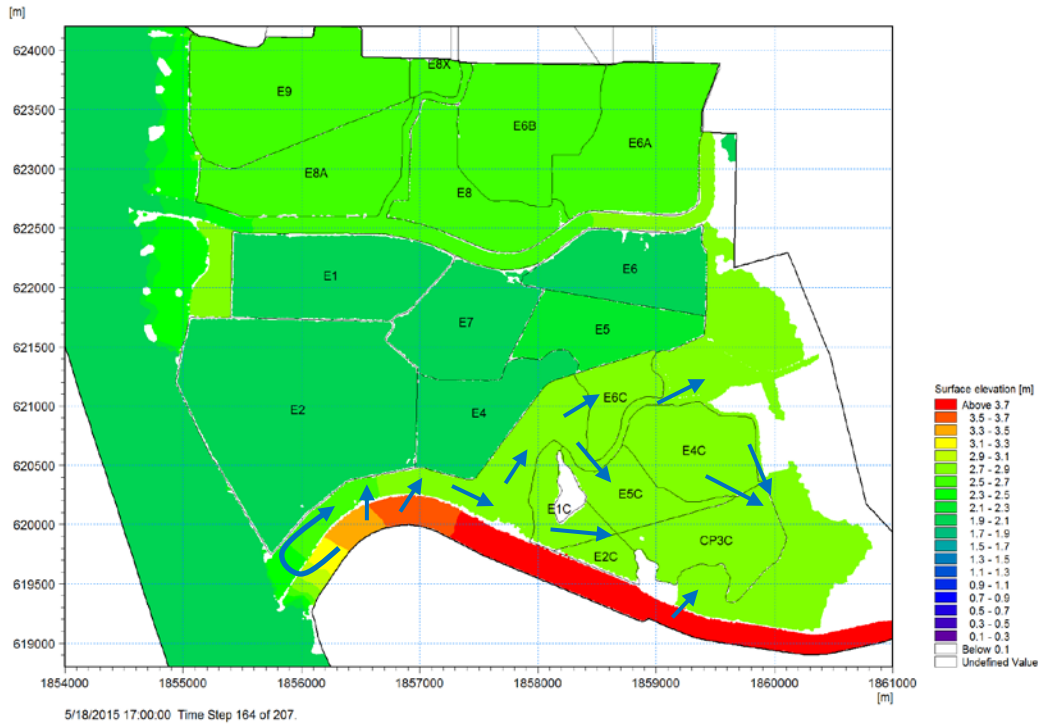 [m]
624000
623500
623000
622500
622000
621500
621000
620500
620000
619500
619000
E9
E8X
E6B
E6A
E8A
E8
E1
E6
E7
E5
E2
E4
E6C
E4C
E5C
E1C
CP3C
E2C
1854000 1855000 1856000 1857000 1858000 1859000 1860000 1861000
[m]
Surface elevation [m]
Above 3.7
3.5 - 3.7
3.3 - 3.5
3.1 - 3.3
2.9 - 3.1
2.7 - 2.9
2.5 - 2.7
2.3 - 2.5
2.1 - 2.3
1.9 - 2.1
1.7 - 1.9
1.5 - 1.7
1.3 - 1.5
1.1 - 1.3
0.9 - 1.1
0.7 - 0.9
0.5 - 0.7
0.3 - 0.5
0.1 - 0.3
Below 0.1
Undefined Value
5/18/2015 17:00:00 Time Step 164 of 207.